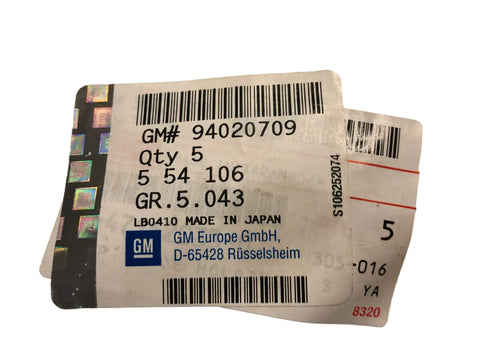 GM# 94020709
Qty 5
5 54 106
GR.5.043
LB0410 MADE IN JAPAN
GM
GM Europe GmbH,
D-65428 Rüsselsheim
S106252074
5
-016
YA
8320